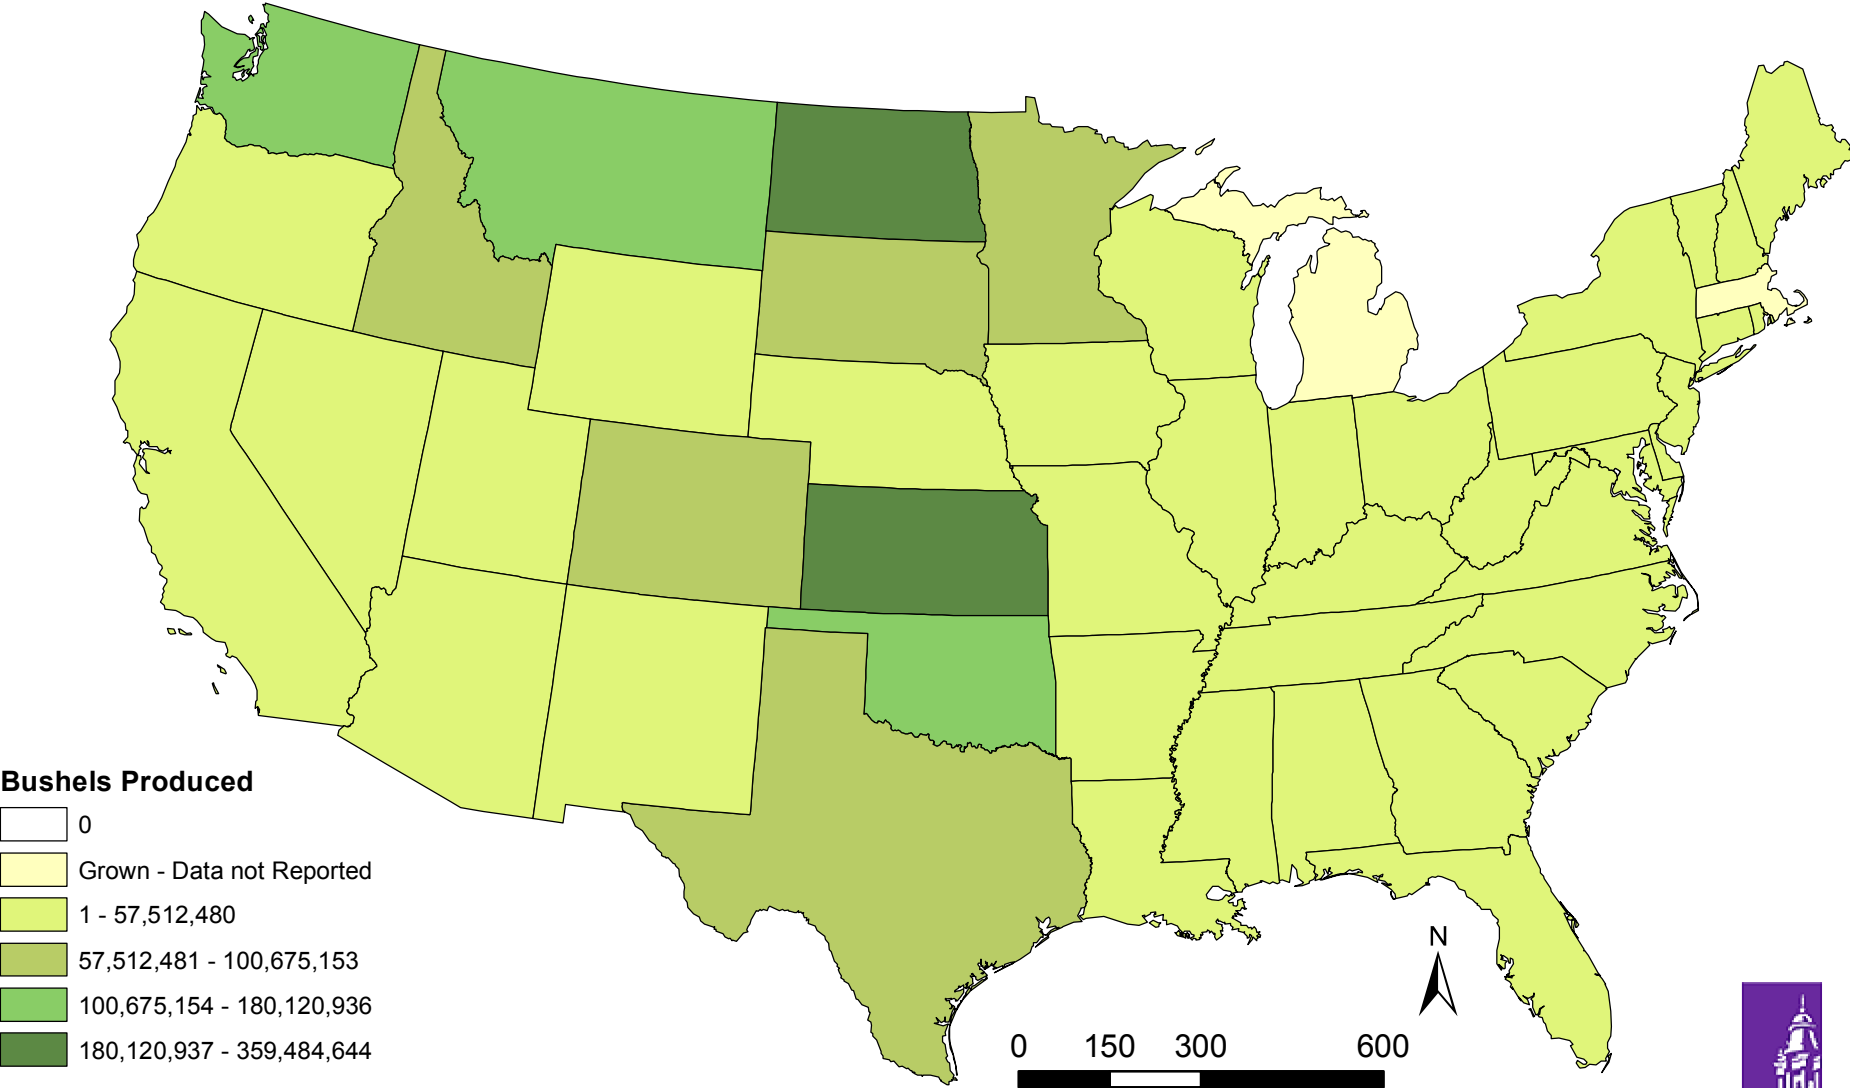 Bushels Produced
0
Grown - Data not Reported
1 - 57,512,480
57,512,481 - 100,675,153
100,675,154 - 180,120,936
180,120,937 - 359,484,644
N
0 150 300 600